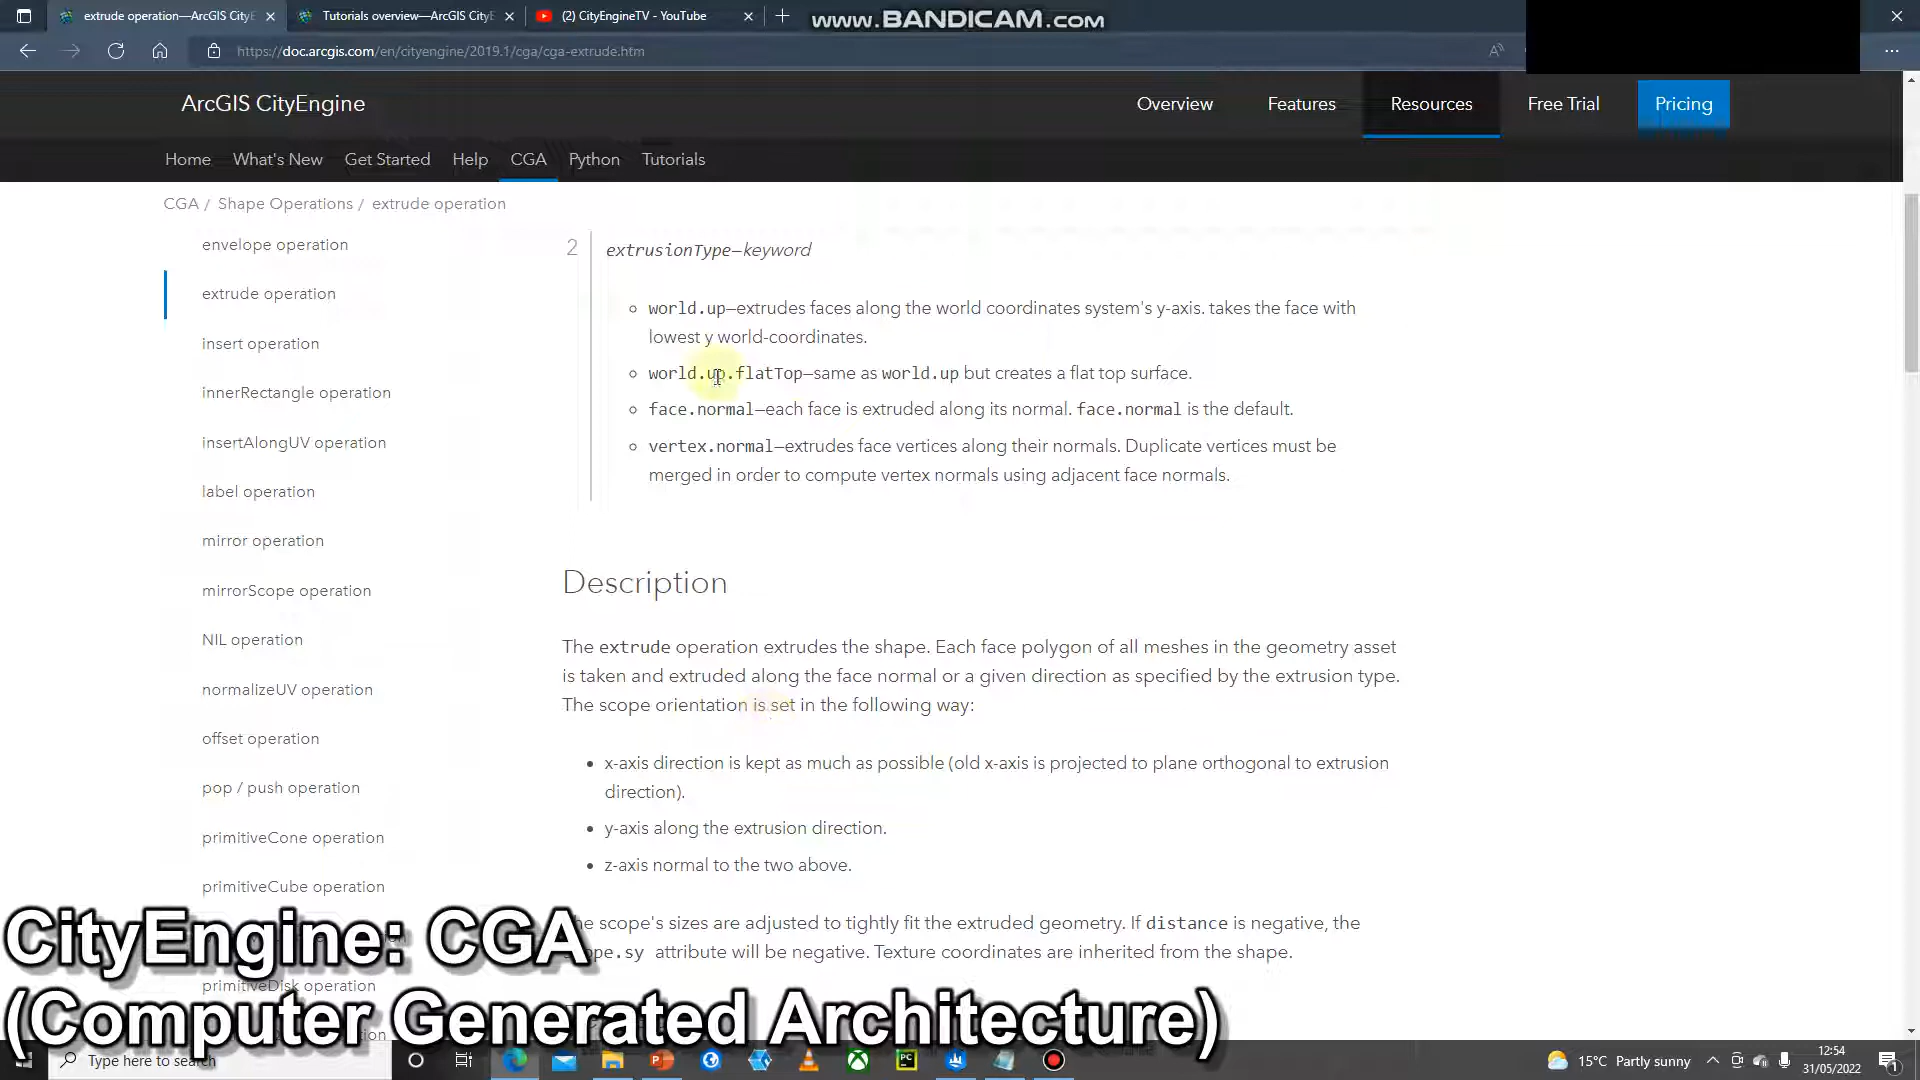 extrude operation—ArcGIS CityE
Tutorials overview—ArcGIS CityE
(2) CityEngineTV - YouTube
www.BANDICAM.com
https://doc.arcgis.com/en/cityengine/2019.1/cga/cga-extrude.htm
ArcGIS CityEngine
Overview
Features
Resources
Free Trial
Pricing
Home
What's New
Get Started
Help
CGA
Python
Tutorials
CGA / Shape Operations / extrude operation
envelope operation
extrude operation
insert operation
innerRectangle operation
insertAlongUV operation
label operation
mirror operation
mirrorScope operation
NIL operation
normalizeUV operation
offset operation
pop / push operation
primitiveCone operation
primitiveCube operation
primitiveDisk operation
2
extrusionType—keyword
world.up—extrudes faces along the world coordinates system's y-axis. takes the face with
lowest y world-coordinates.
world.up.flatTop—same as world.up but creates a flat top surface.
face.normal—each face is extruded along its normal. face.normal is the default.
vertex.normal—extrudes face vertices along their normals. Duplicate vertices must be
merged in order to compute vertex normals using adjacent face normals.
Description
The extrude operation extrudes the shape. Each face polygon of all meshes in the geometry asset
is taken and extruded along the face normal or a given direction as specified by the extrusion type.
The scope orientation is set in the following way:
x-axis direction is kept as much as possible (old x-axis is projected to plane orthogonal to extrusion
direction).
y-axis along the extrusion direction.
z-axis normal to the two above.
scope's sizes are adjusted to tightly fit the extruded geometry. If distance is negative, the
attribute will be negative. Texture coordinates are inherited from the shape.
CityEngine: CGA
(Computer Generated Architecture)
Type here to search
15°C Partly sunny
12:54
31/05/2022